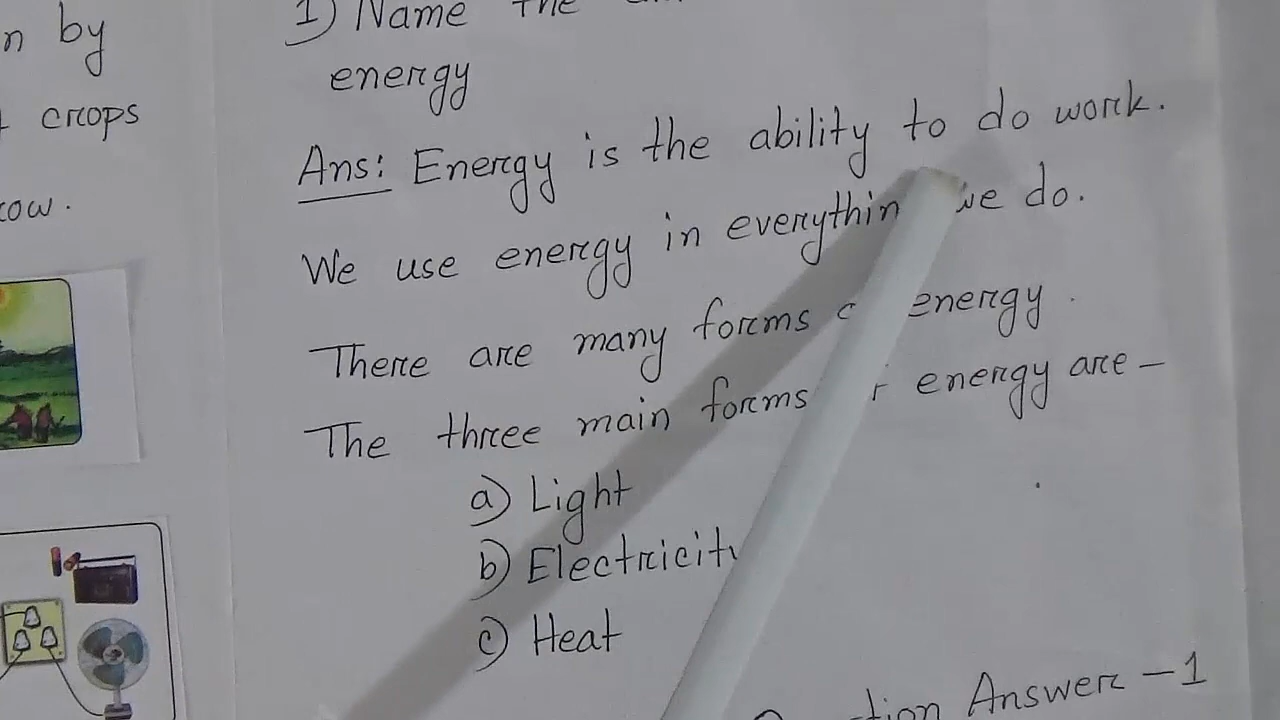 n by
crops
row.
1) Name the
energy
Ans: Energy is the ability to do work.
We use energy in everythin we do.
There are many forms energy.
The three main forms energy are –
a) Light
b) Electricity
c) Heat
Answer – 1